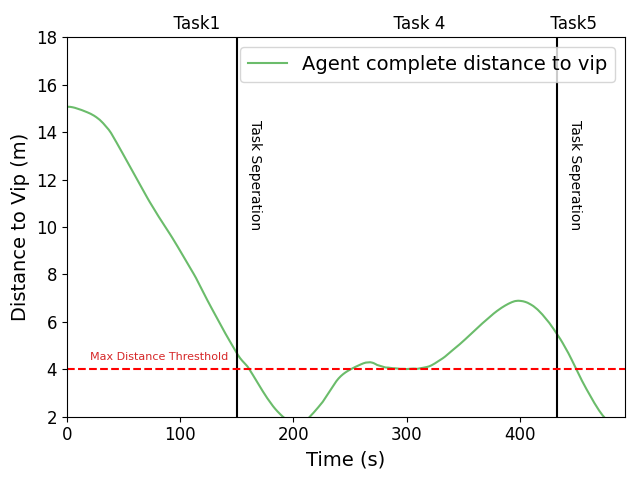 Task1 Task 4 Task5
18
16
14
12
10
8
6
4
2
Distance to Vip (m)
Agent complete distance to vip
Task Seperation
Task Seperation
Max Distance Thresthold
0 100 200 300 400
Time (s)